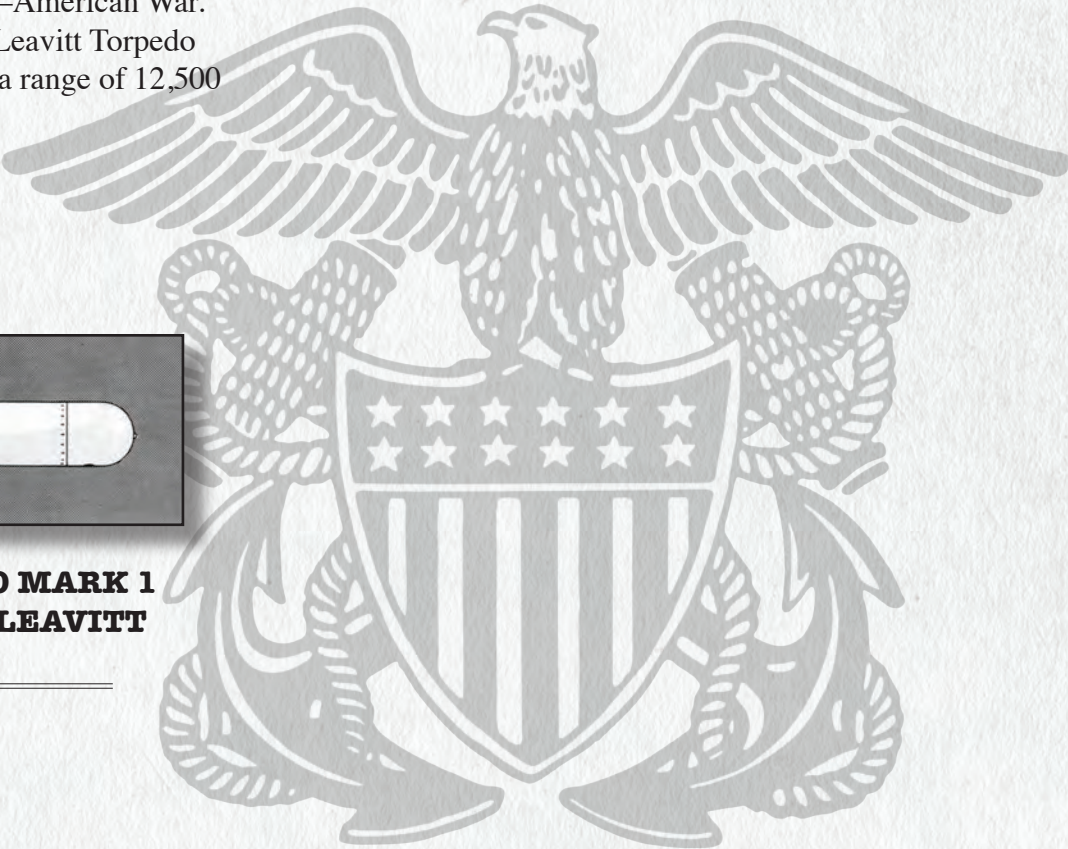 –American War.
Leavitt Torpedo
a range of 12,500
MARK 1
LEAVITT